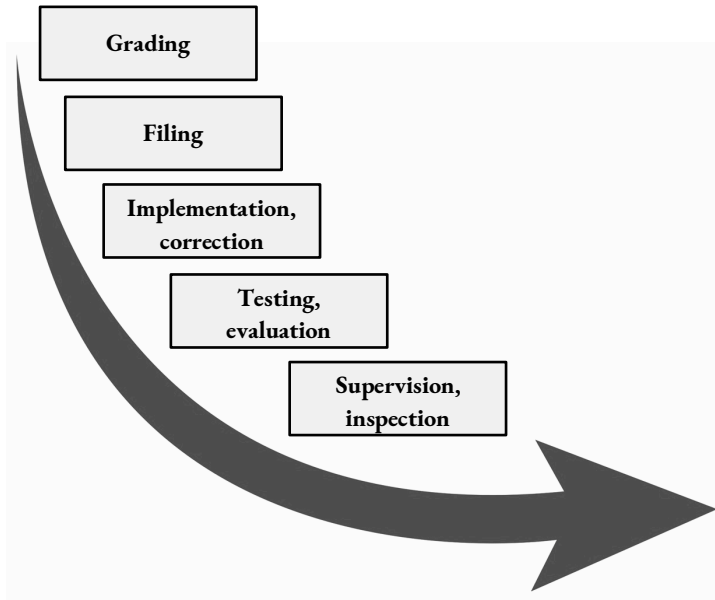 Grading
Filing
Implementation,
correction
Testing,
evaluation
Supervision,
inspection